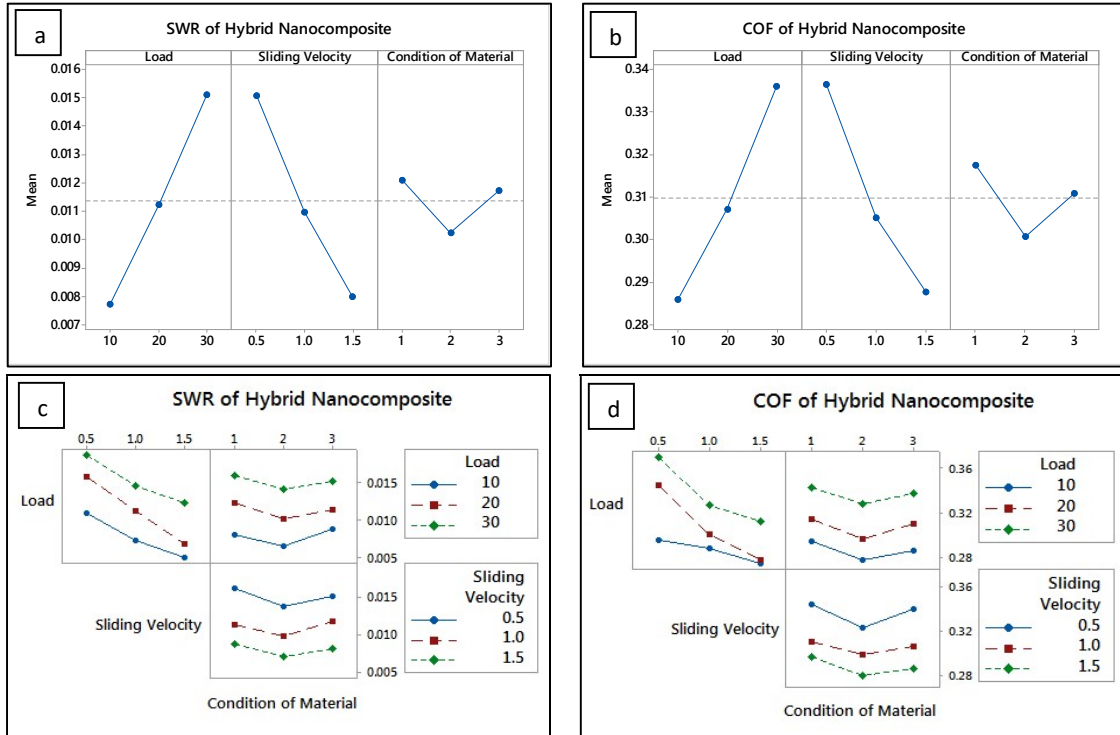 a
SWR of Hybrid Nanocomposite
Load Sliding Velocity Condition of Material
Mean
0.016
0.015
0.014
0.013
0.012
0.011
0.010
0.009
0.008
0.007
10 20 30 0.5 1.0 1.5 1 2 3
b
COF of Hybrid Nanocomposite
Load Sliding Velocity Condition of Material
Mean
0.34
0.33
0.32
0.31
0.30
0.29
0.28
10 20 30 0.5 1.0 1.5 1 2 3
c
SWR of Hybrid Nanocomposite
0.5 1.0 1.5 1 2 3
Load
0.015
0.010
0.005
Load
10
20
30
Sliding Velocity
0.015
0.010
0.005
Sliding
Velocity
0.5
1.0
1.5
Condition of Material
d
COF of Hybrid Nanocomposite
0.5 1.0 1.5 1 2 3
Load
0.36
0.32
0.28
Load
10
20
30
Sliding Velocity
0.36
0.32
0.28
Sliding
Velocity
0.5
1.0
1.5
Condition of Material